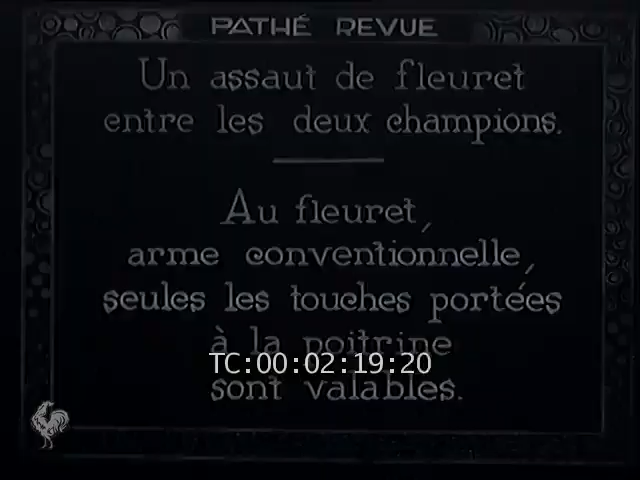 PATHÉ REVUE
Un assaut de fleuret
entre les deux champions.
Au fleuret,
arme conventionnelle,
seules les touches portées
à la poitrine
TC:00:02:19:20
sont valables.